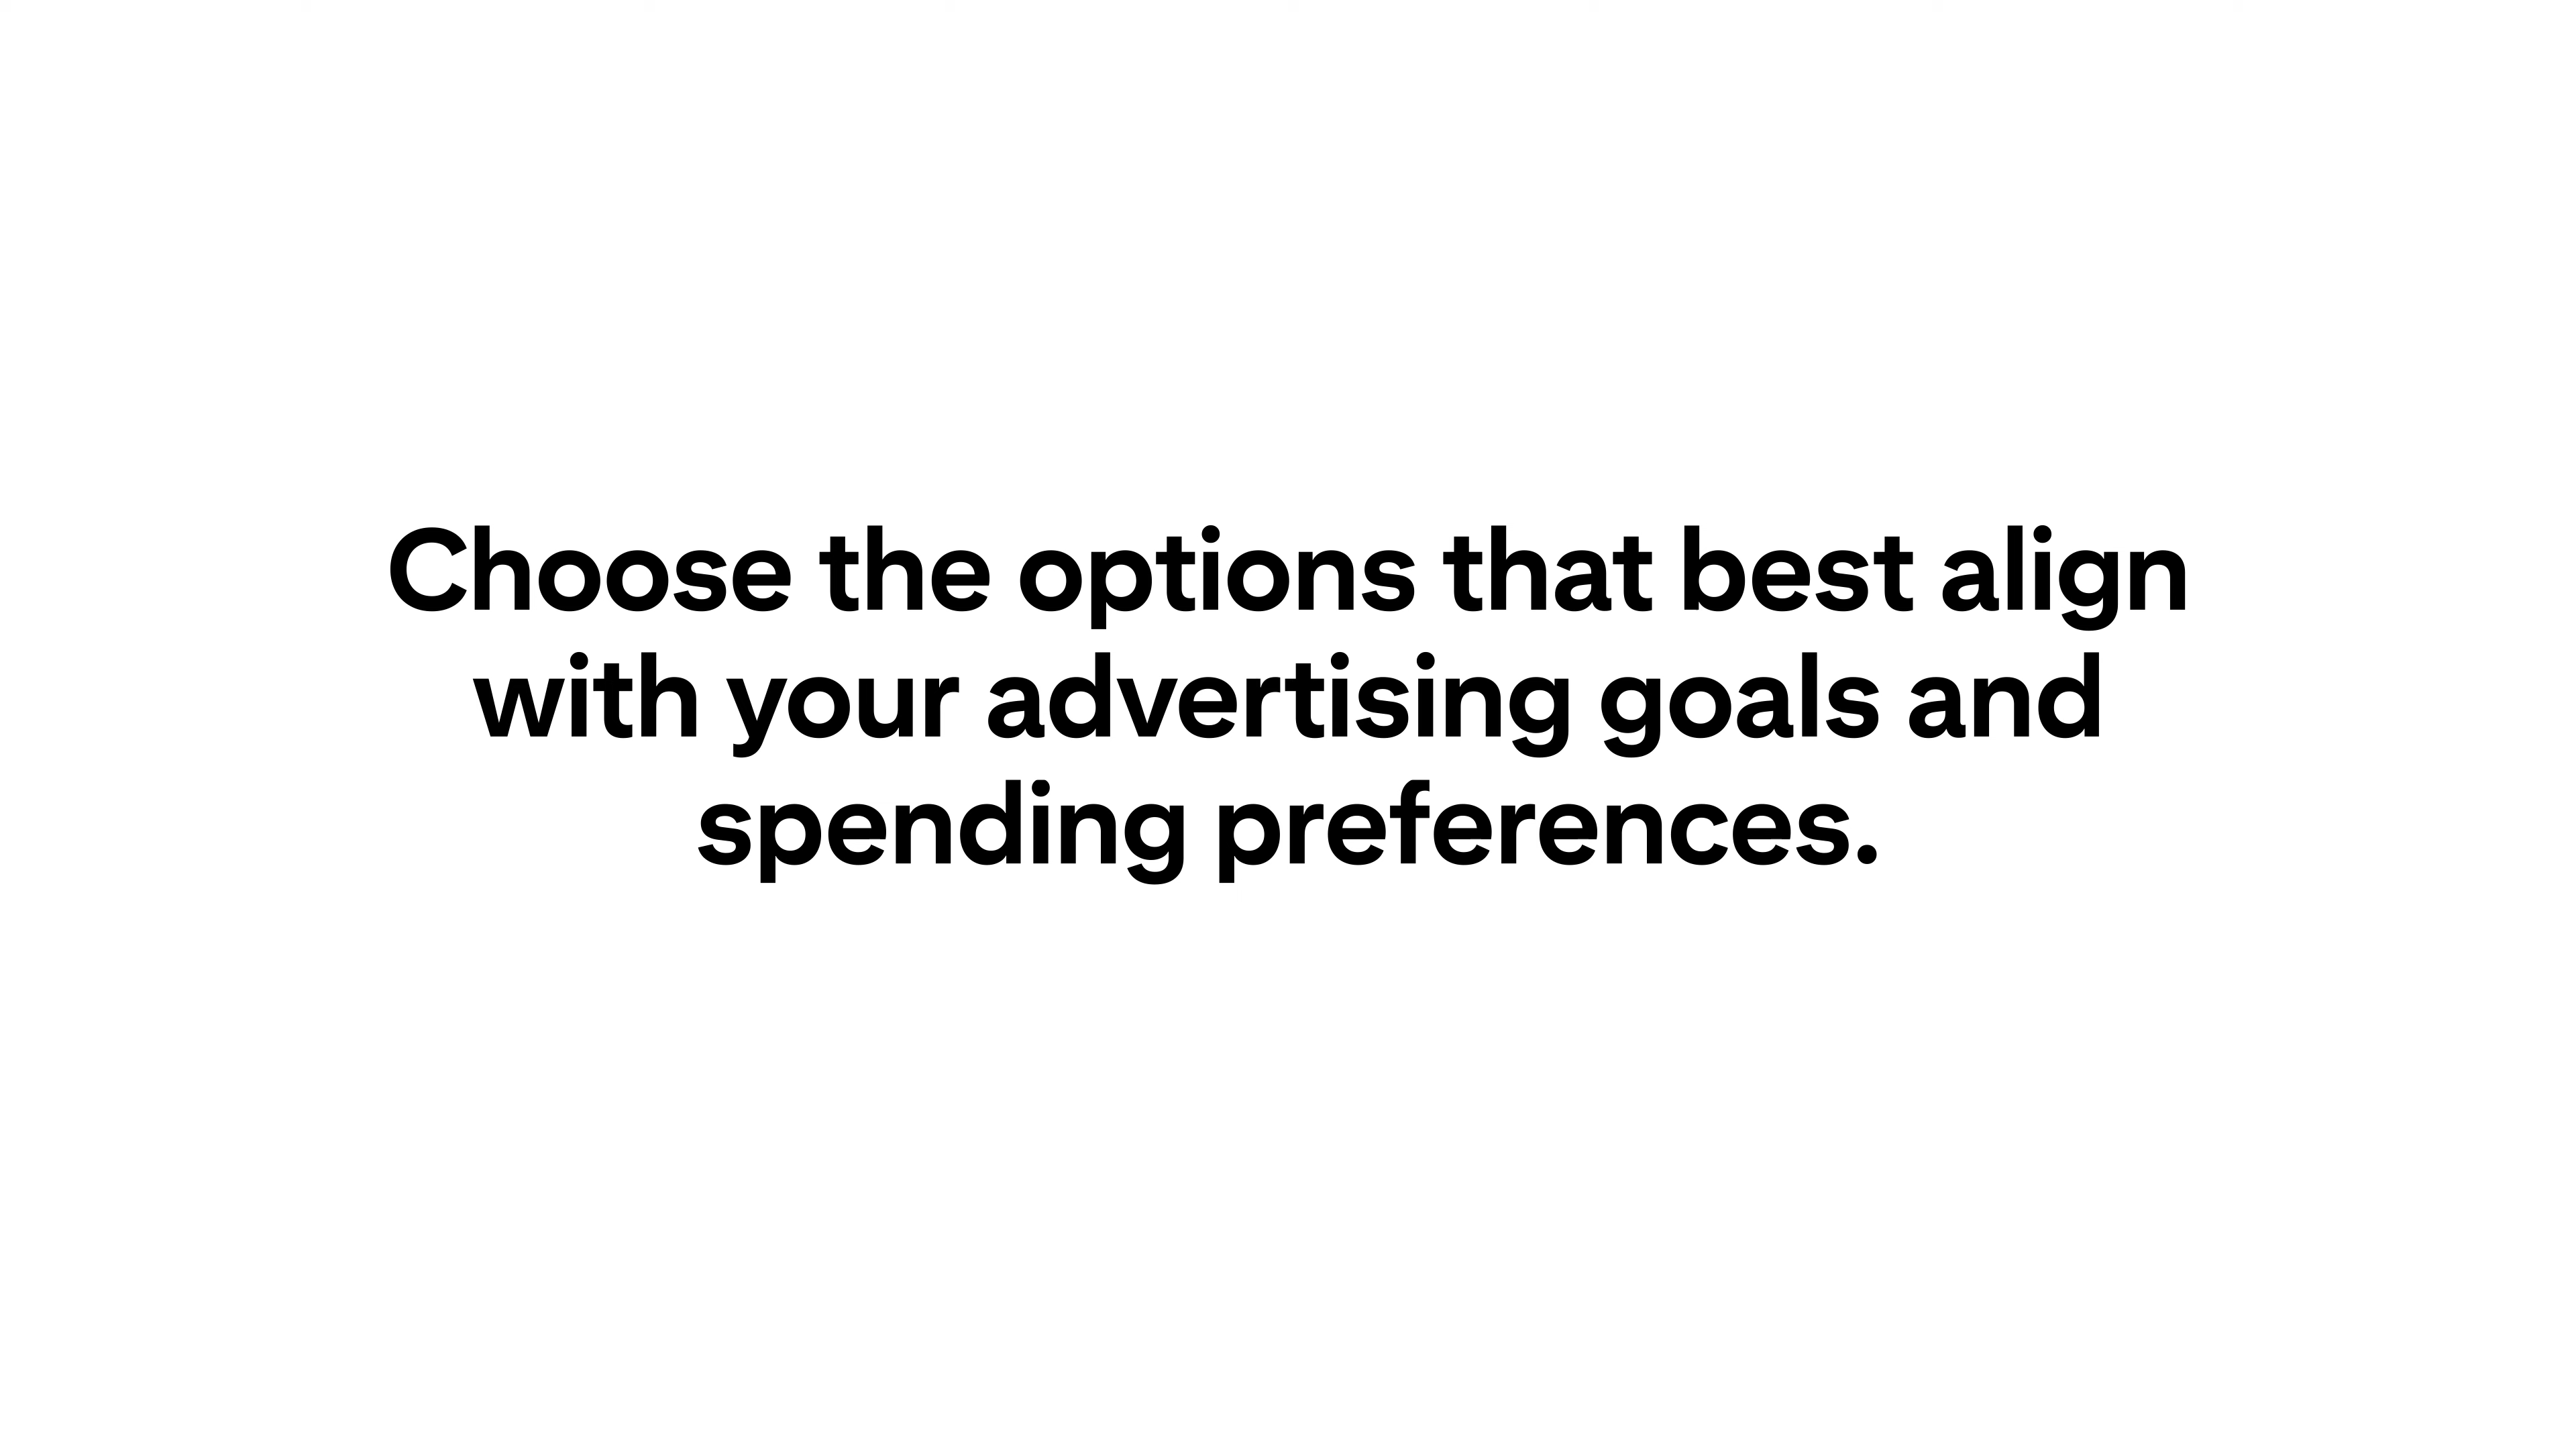 Choose the options that best align
with your advertising goals and
spending preferences.